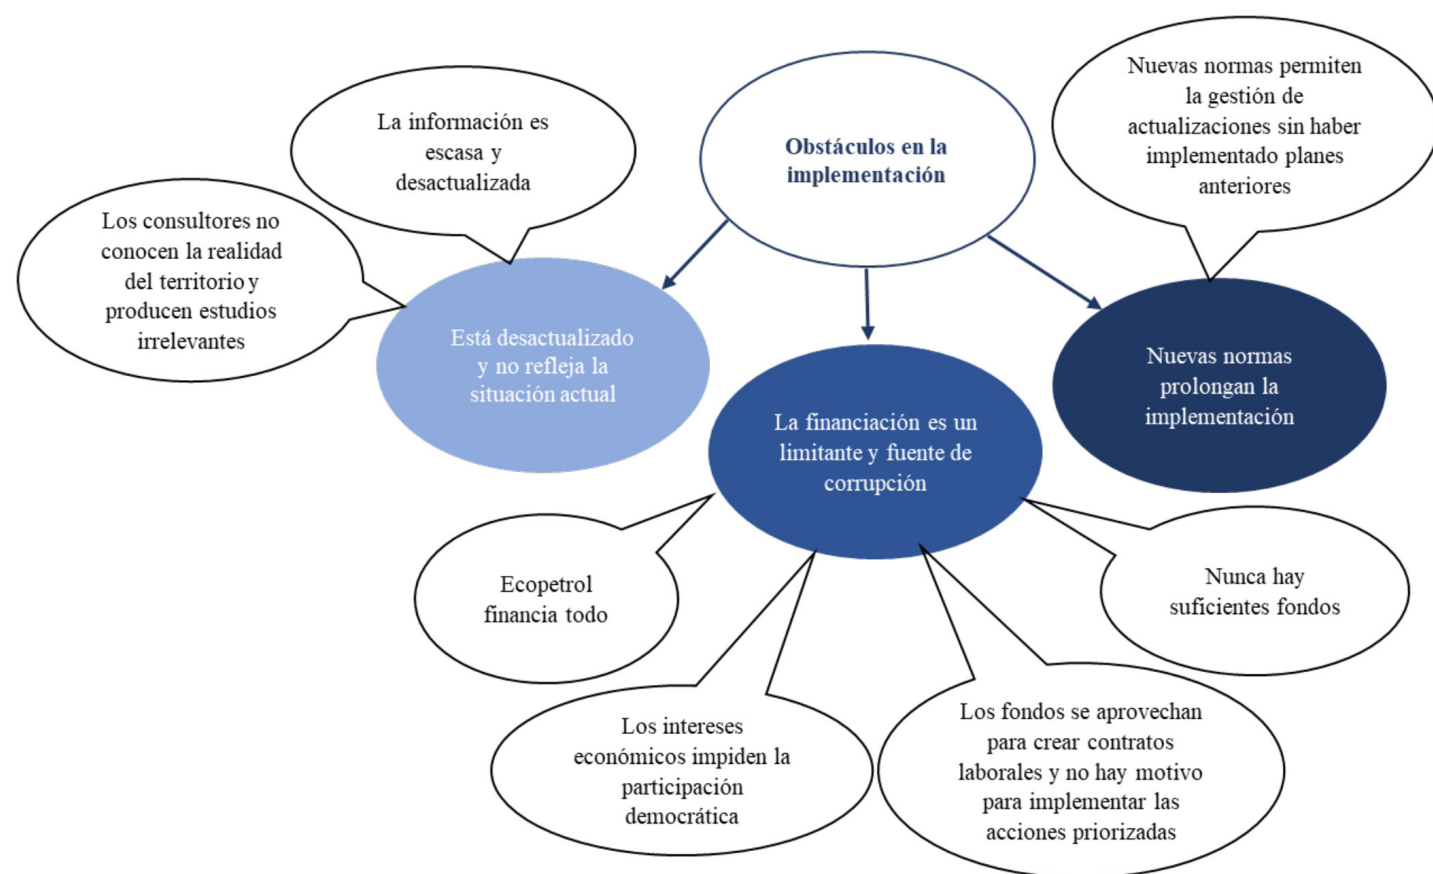 Obstáculos en la
implementación
La información es
escasa y
desactualizada
Los consultores no
conocen la realidad
del territorio y
producen estudios
irrelevantes
Está desactualizado
y no refleja la
situación actual
Nuevas normas permiten
la gestión de
actualizaciones sin haber
implementado planes
anteriores
Nuevas normas
prolongan la
implementación
La financiación es un
limitante y fuente de
corrupción
Ecopetrol
financia todo
Los intereses
económicos impiden la
participación
democrática
Los fondos se aprovechan
para crear contratos
laborales y no hay motivo
para implementar las
acciones priorizadas
Nunca hay
suficientes fondos